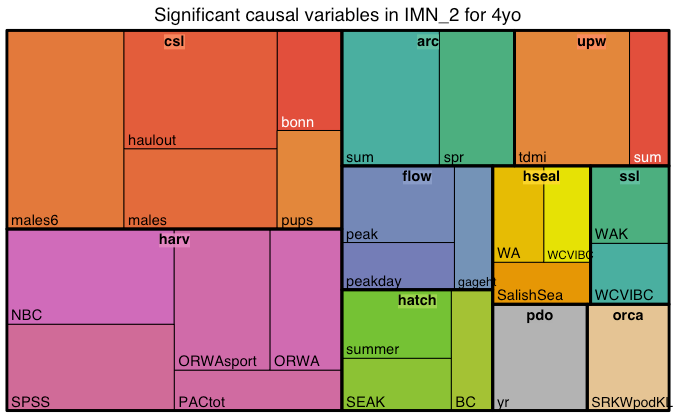 Significant causal variables in IMN_2 for 4yo
csl
males6
haulout
males
bonn
pups
harv
NBC
SPSS
ORWAsport
ORWA
PACtot
arc
sum
spr
upw
tdmi
sum
flow
peak
peakday
gageht
hseal
WA
WCVIBC
SalishSea
ssl
WAK
WCVIBC
hatch
summer
SEAK
BC
pdo
yr
orca
SRKWpodKL